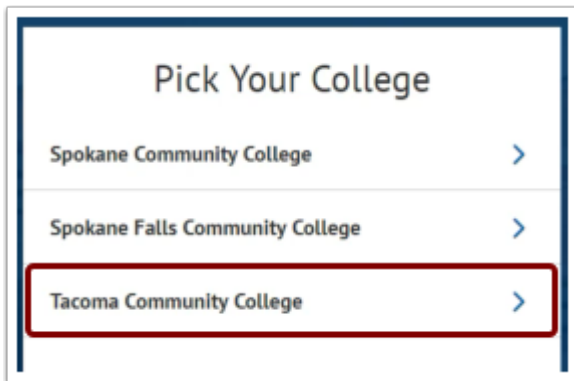 Pick Your College
Spokane Community College
Spokane Falls Community College
Tacoma Community College